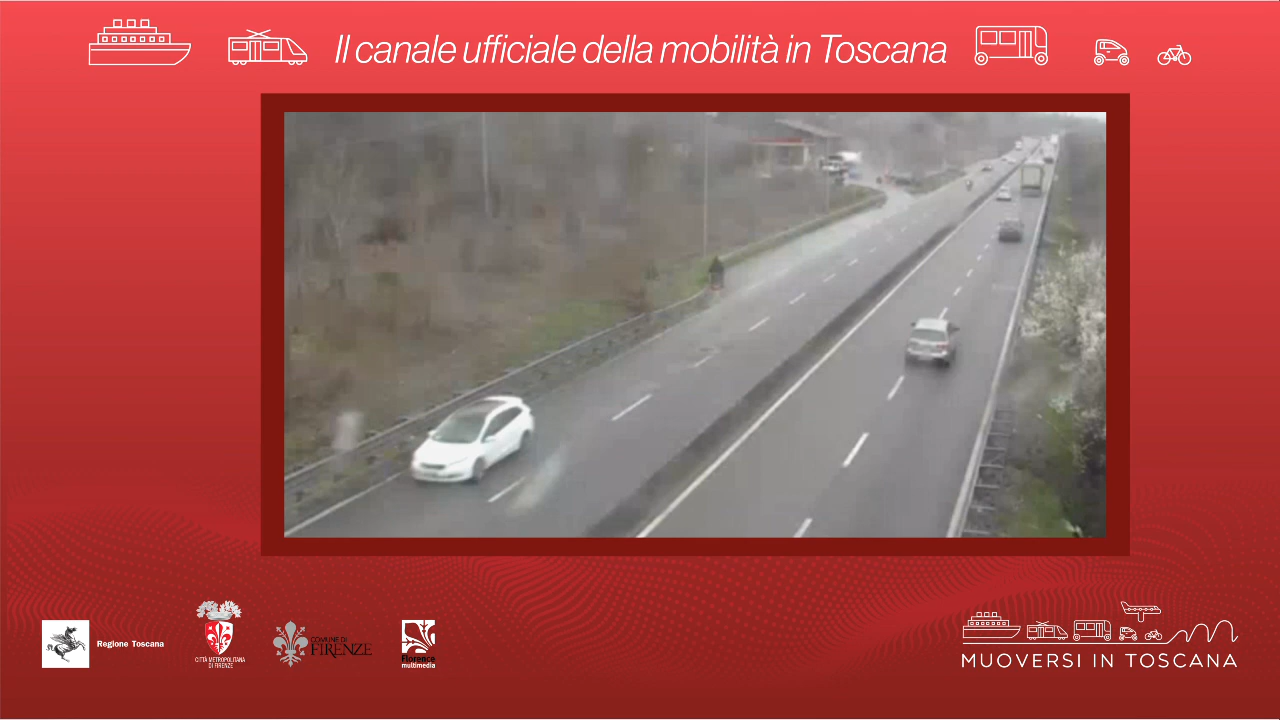 Il canale ufficiale della mobilità in Toscana
Regione Toscana
CITTÀ METROPOLITANA
DI FIRENZE
COMUNE DI
FIRENZE
Florence
multimedia
MUOVERSI IN TOSCANA